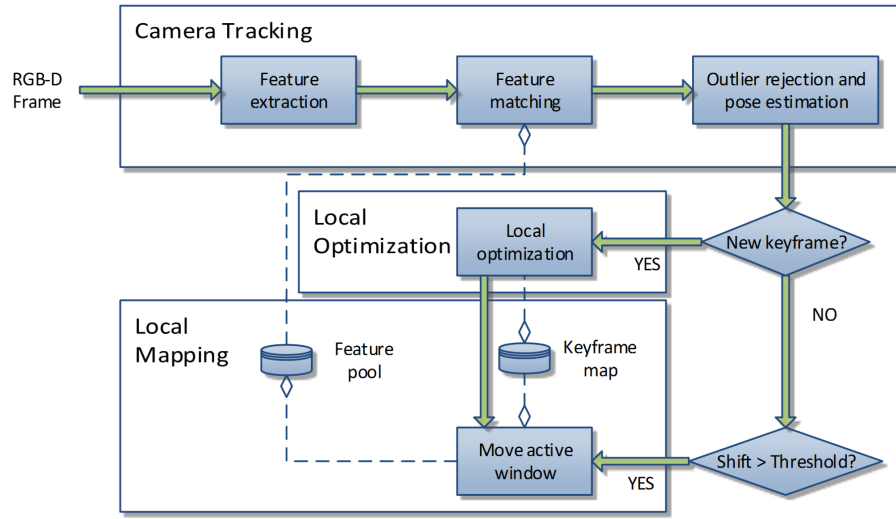 Camera Tracking
RGB-D
Frame
Feature
extraction
Feature
matching
Outlier rejection and
pose estimation
Local
Optimization
Local
optimization
YES
New keyframe?
NO
Local
Mapping
Feature
pool
Keyframe
map
Move active
window
YES
Shift > Threshold?